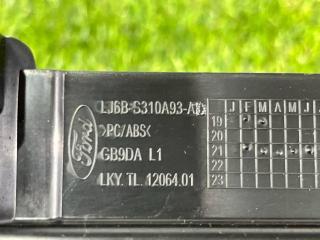 Ford
LJ6B-S310A93-
>PC/ABS<
GB9DA L1
LKY. TL. 12064.01
J F M A M J
19
20
21
22
23